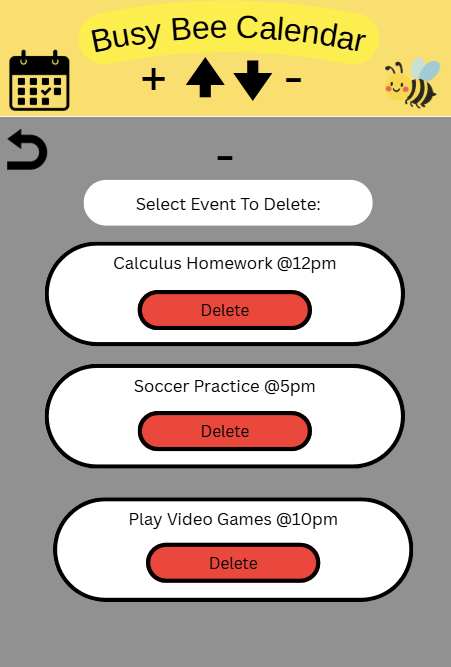 Busy Bee Calendar
+ -
-
Select Event To Delete:
Calculus Homework @12pm
Delete
Soccer Practice @5pm
Delete
Play Video Games @10pm
Delete